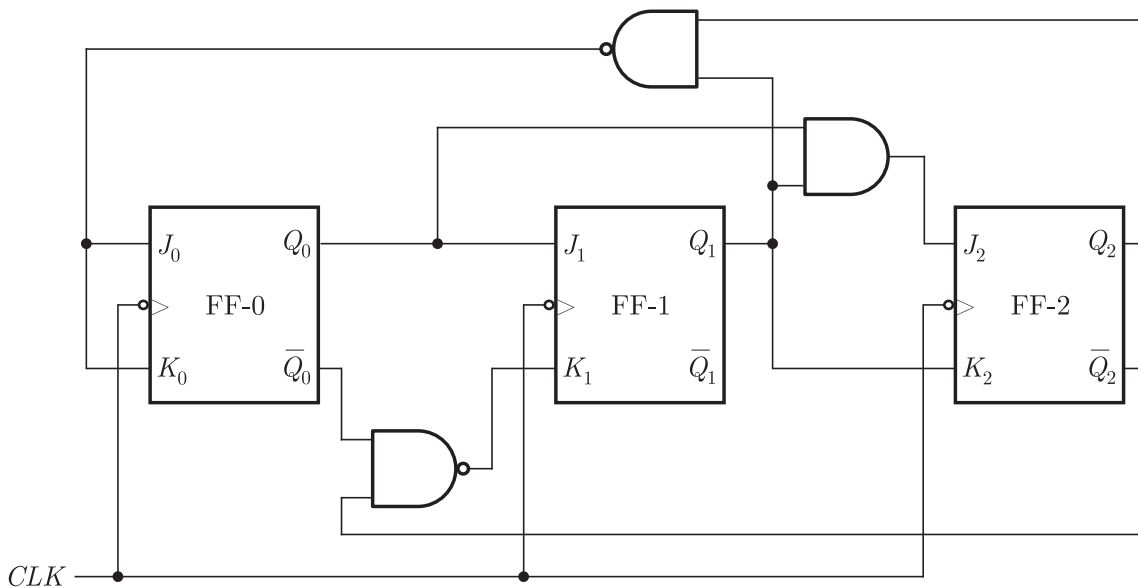 J₀ Q₀ J₁ Q₁ J₂ Q₂
FF-0 FF-1 FF-2
K₀ Q̅₀ K₁ Q̅₁ K₂ Q̅₂
CLK